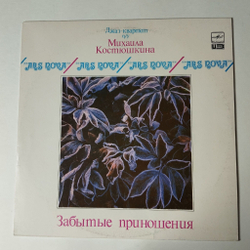 Джаз-квартет
п/у
Михаила
Костюшкина
"ARS NOVA" "ARS NOVA" "ARS NOVA" "ARS NOVA"
Забытые приношения